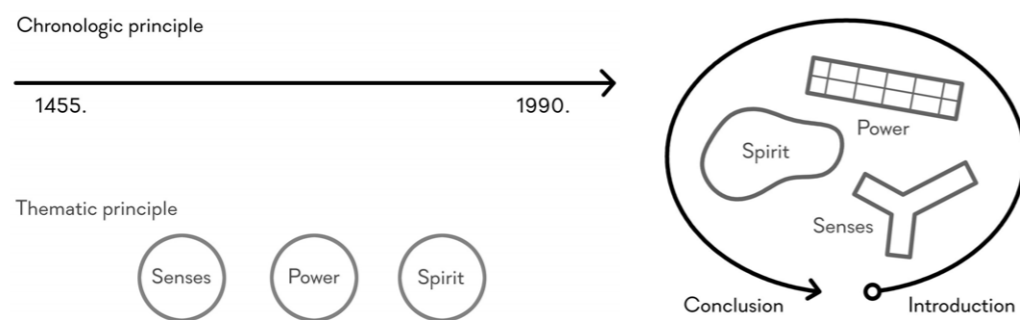 Chronologic principle
1455.
1990.
Thematic principle
Senses
Power
Spirit
Power
Spirit
Senses
Conclusion
Introduction